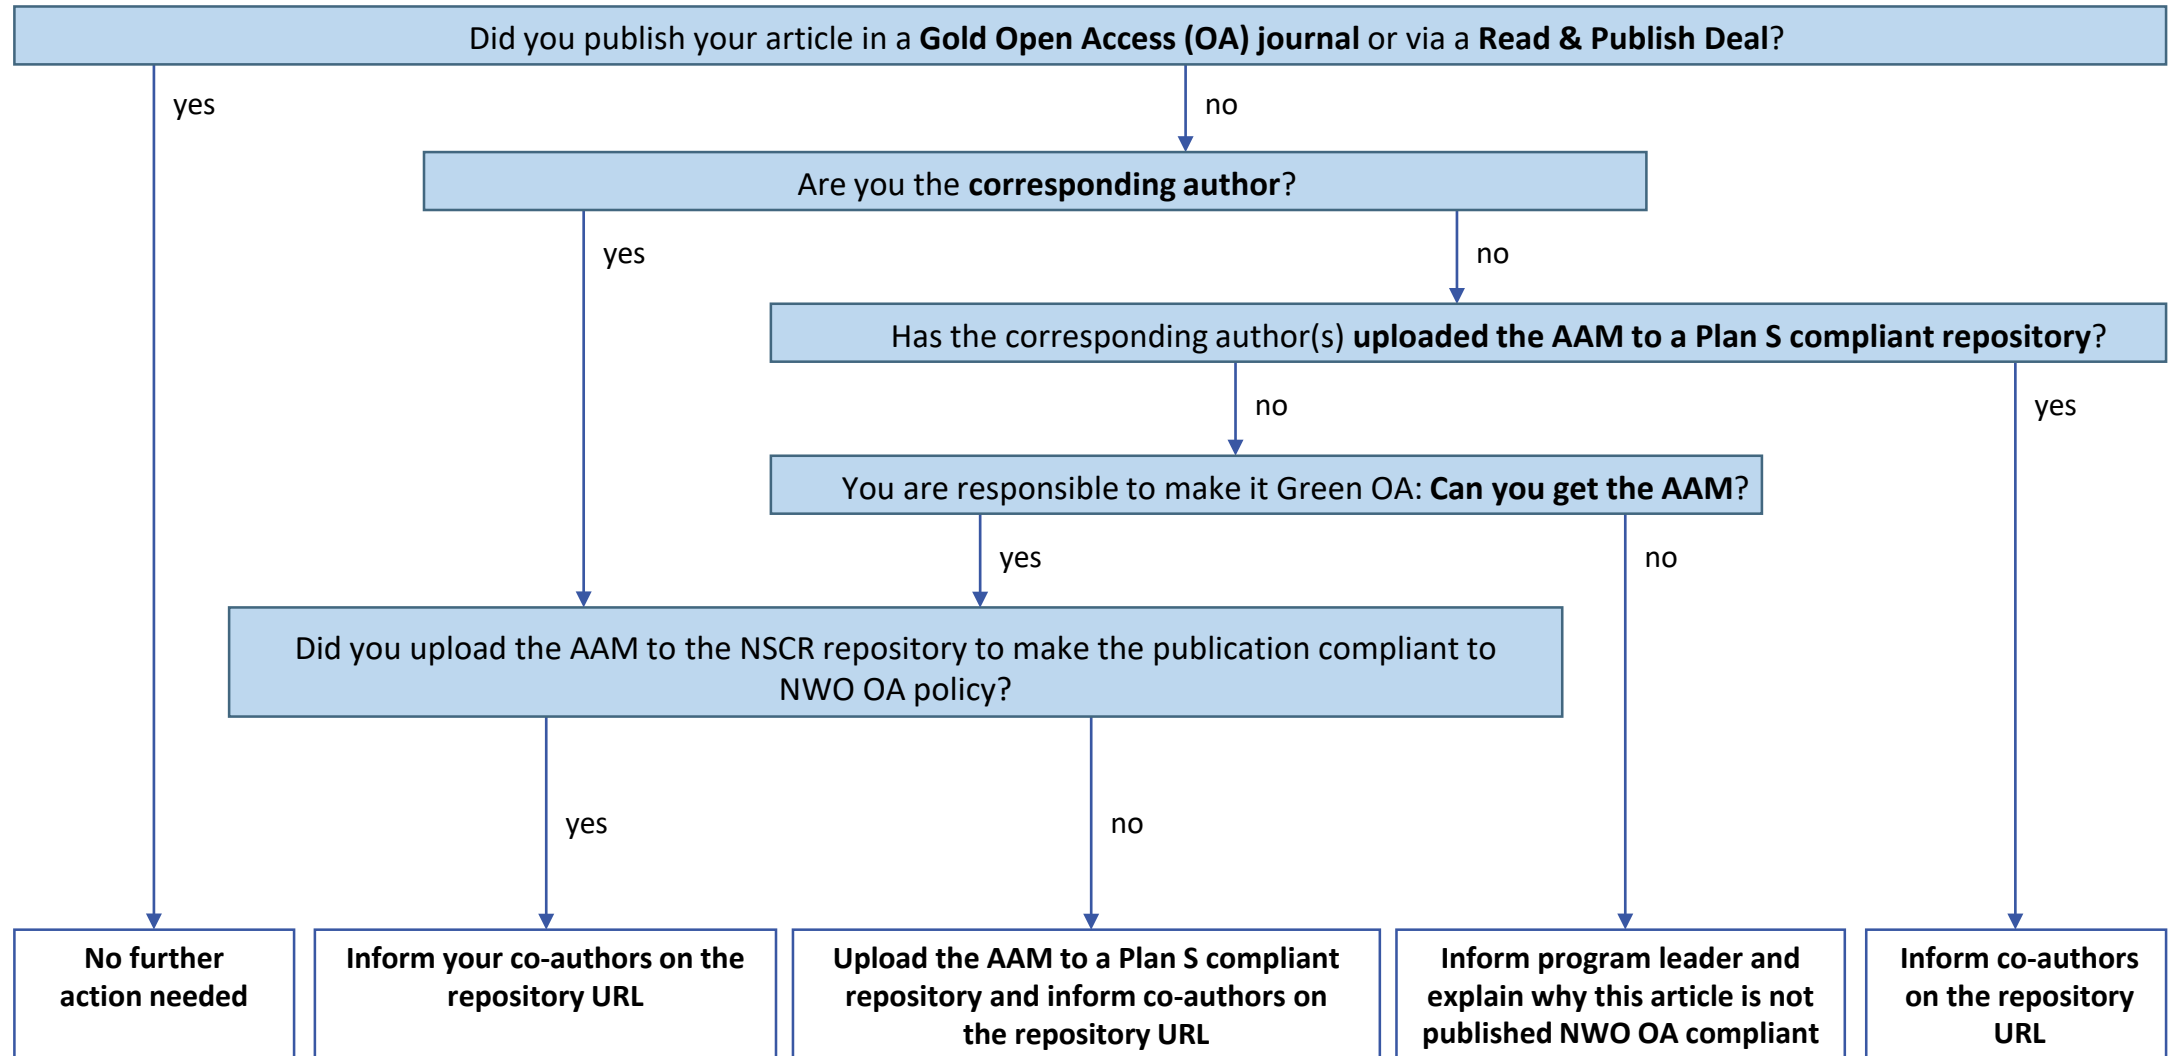 Did you publish your article in a Gold Open Access (OA) journal or via a Read & Publish Deal?
yes
no
Are you the corresponding author?
yes
no
Has the corresponding author(s) uploaded the AAM to a Plan S compliant repository?
no
yes
You are responsible to make it Green OA: Can you get the AAM?
yes
no
Did you upload the AAM to the NSCR repository to make the publication compliant to
NWO OA policy?
yes
no
No further
action needed
Inform your co-authors on the
repository URL
Upload the AAM to a Plan S compliant
repository and inform co-authors on
the repository URL
Inform program leader and
explain why this article is not
published NWO OA compliant
Inform co-authors
on the repository
URL